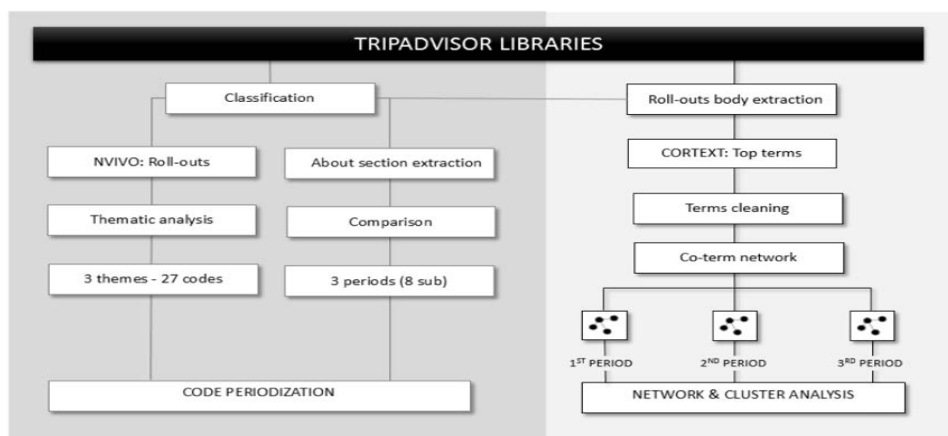 TRIPADVISOR LIBRARIES
Classification
NVIVO: Roll-outs
Thematic analysis
3 themes - 27 codes
About section extraction
Comparison
3 periods (8 sub)
CODE PERIODIZATION
Roll-outs body extraction
CORTEXT: Top terms
Terms cleaning
Co-term network
1ST PERIOD
2ND PERIOD
3RD PERIOD
NETWORK & CLUSTER ANALYSIS